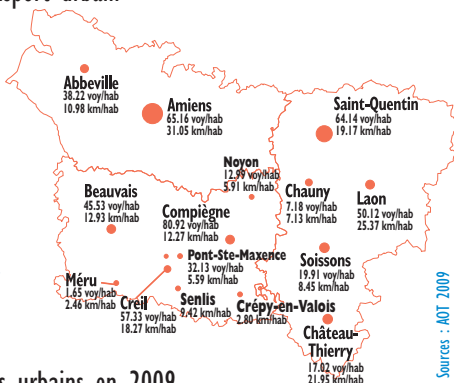 Abbeville
38.22 voy/hab
10.98 km/hab
Amiens
65.16 voy/hab
31.05 km/hab
Saint-Quentin
64.14 voy/hab
19.17 km/hab
Noyon
12.99 voy/hab
5.91 km/hab
Beauvais
45.53 voy/hab
12.93 km/hab
Compiègne
80.92 voy/hab
12.27 km/hab
Chauny
7.18 voy/hab
7.13 km/hab
Laon
50.12 voy/hab
25.37 km/hab
Pont-Ste-Maxence
32.13 voy/hab
5.59 km/hab
Soissons
19.91 voy/hab
8.45 km/hab
Méru
1.65 voy/hab
2.46 km/hab
Creil
57.33 voy/hab
18.27 km/hab
Senlis
9.42 km/hab
Crépy-en-Valois
2.80 km/hab
Château-
Thierry
17.02 voy/hab
21.95 km/hab
Sources : AOT 2009
urbains en 2009